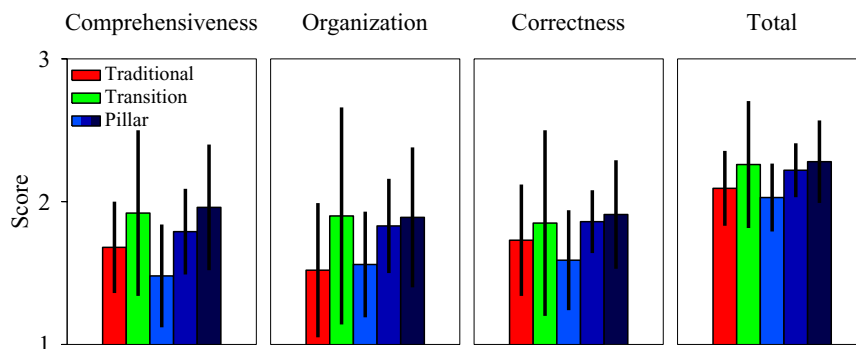 Comprehensiveness Organization Correctness Total
3
Traditional
Transition
Pillar
2
Score
1